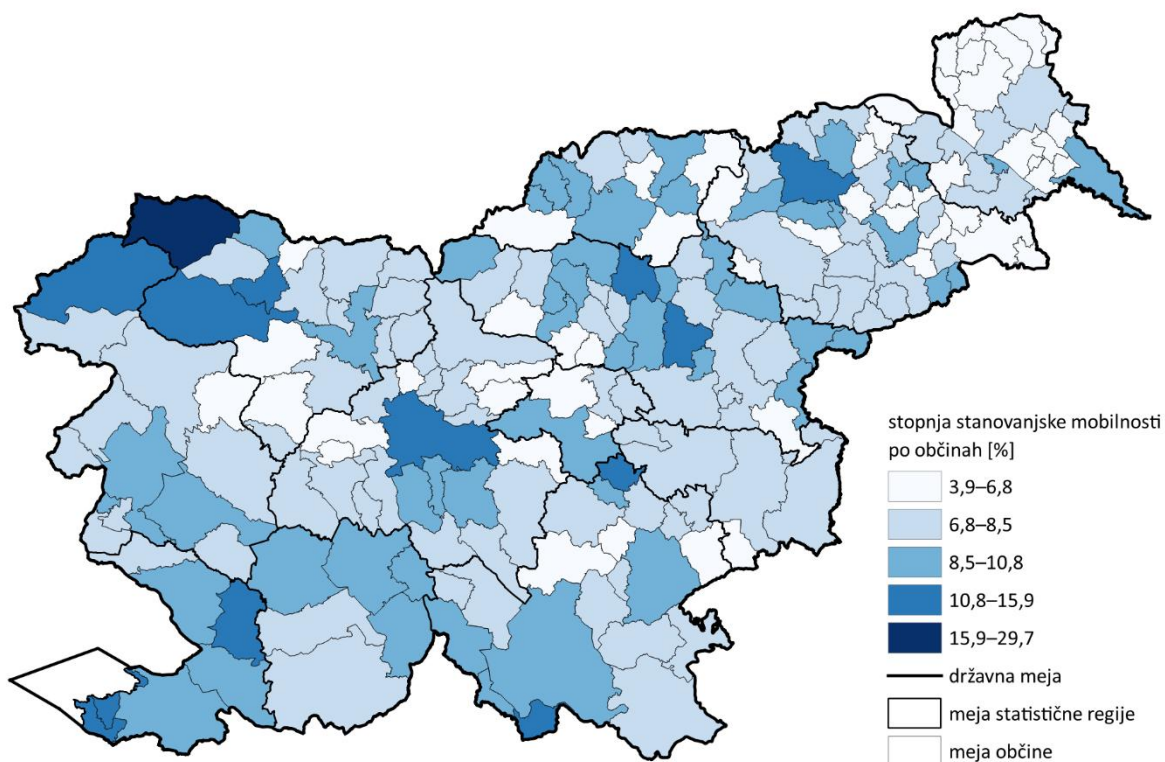 stopnja stanovanjske mobilnosti
po občinah [%]
3,9–6,8
6,8–8,5
8,5–10,8
10,8–15,9
15,9–29,7
državna meja
meja statistične regije
meja občine